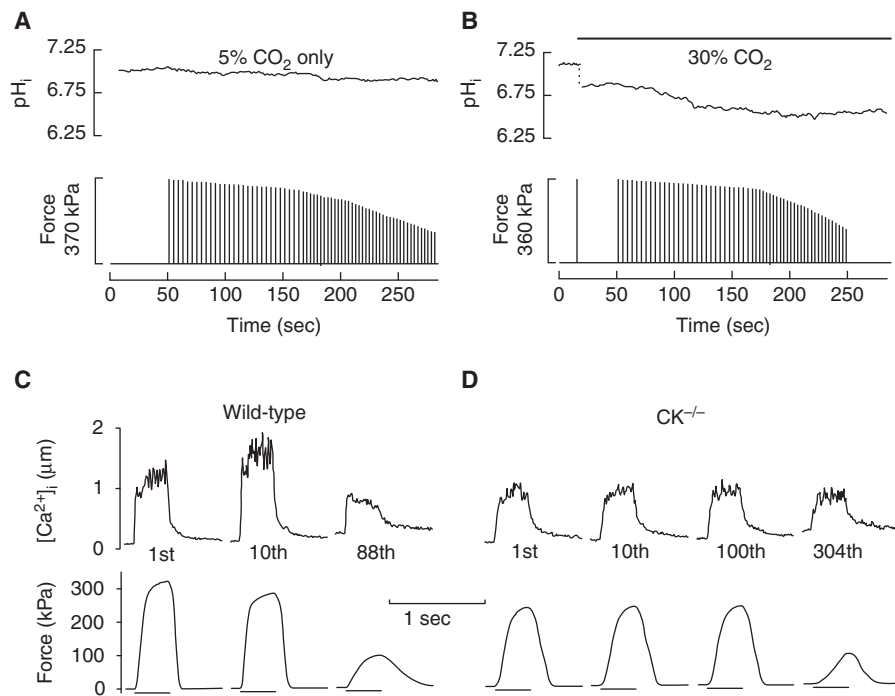 A
7.25
6.75
6.25
pHi
5% CO2 only
Force
370 kPa
0 50 100 150 200 250
Time (sec)
B
7.25
6.75
6.25
pHi
30% CO2
Force
360 kPa
0 50 100 150 200 250
Time (sec)
C
Wild-type
2
1
0
[Ca2+]i (μm)
1st 10th 88th
300
200
100
0
Force (kPa)
1 sec
D
CK−/−
1st 10th 100th 304th